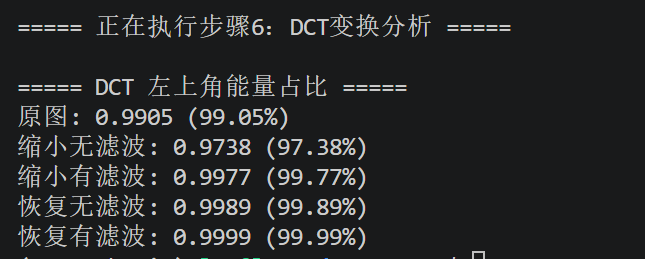 ===== 正在执行步骤6：DCT变换分析 =====
===== DCT 左上角能量占比 =====
原图: 0.9905 (99.05%)
缩小无滤波: 0.9738 (97.38%)
缩小有滤波: 0.9977 (99.77%)
恢复无滤波: 0.9989 (99.89%)
恢复有滤波: 0.9999 (99.99%)